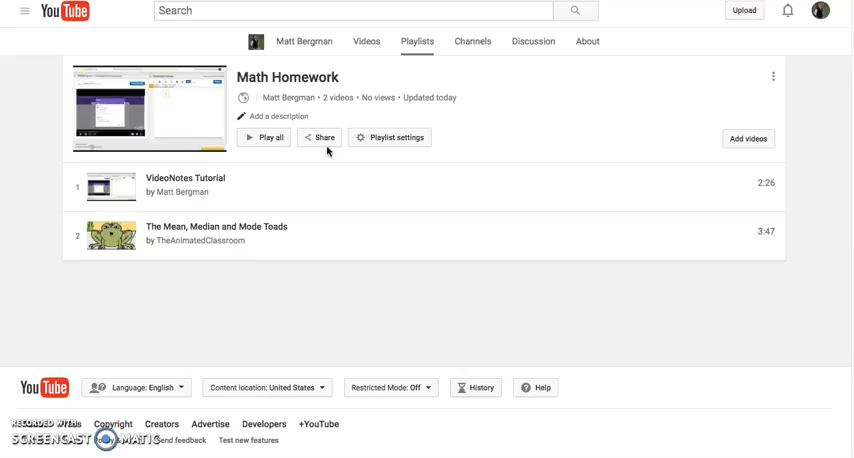 YouTube Search Upload
Matt Bergman Videos Playlists Channels Discussion About
Math Homework
Matt Bergman • 2 videos • No views • Updated today
Add a description
Play all Share Playlist settings Add videos
1 VideoNotes Tutorial 2:26
by Matt Bergman
2 The Mean, Median and Mode Toads 3:47
by TheAnimatedClassroom
YouTube Language: English Content location: United States Restricted Mode: Off History Help
RECORDED WITH
Copyright Creators Advertise Developers +YouTube
SCREENCAST MATIC
Send feedback Test new features